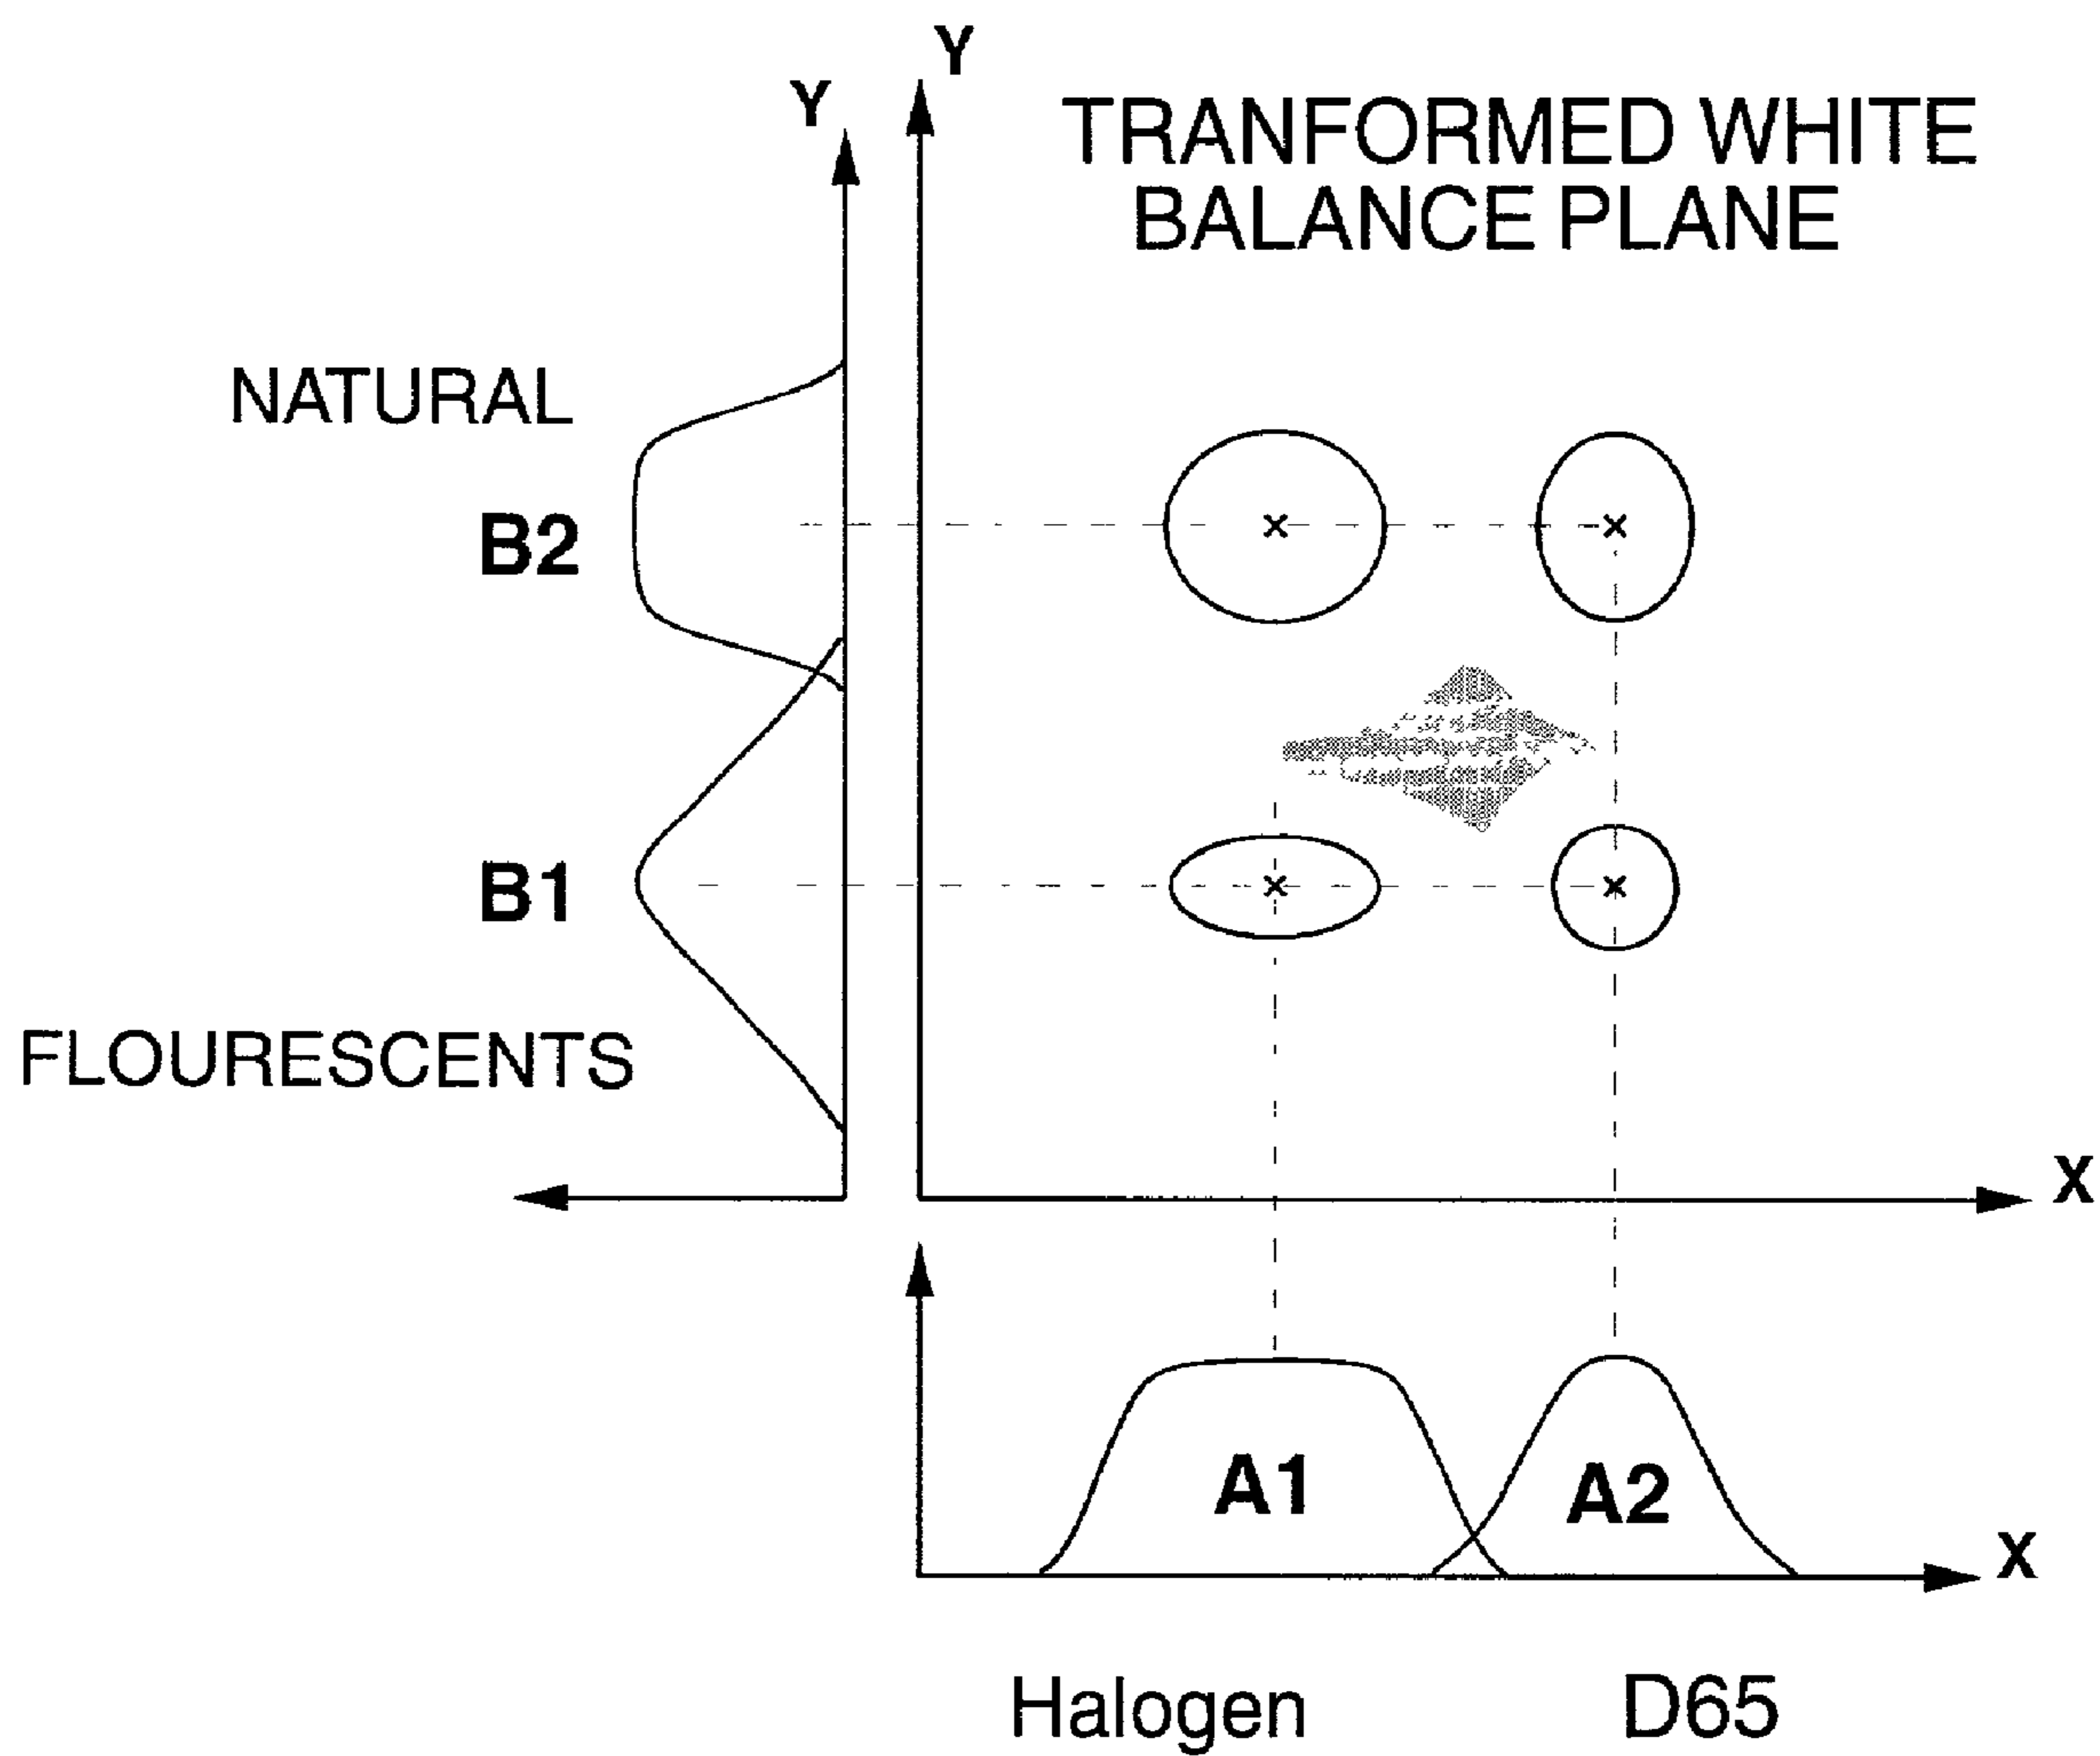 Y
Y
TRANFORMED WHITE
BALANCE PLANE
NATURAL
B2
B1
FLOURESCENTS
X
A1
A2
X
Halogen
D65